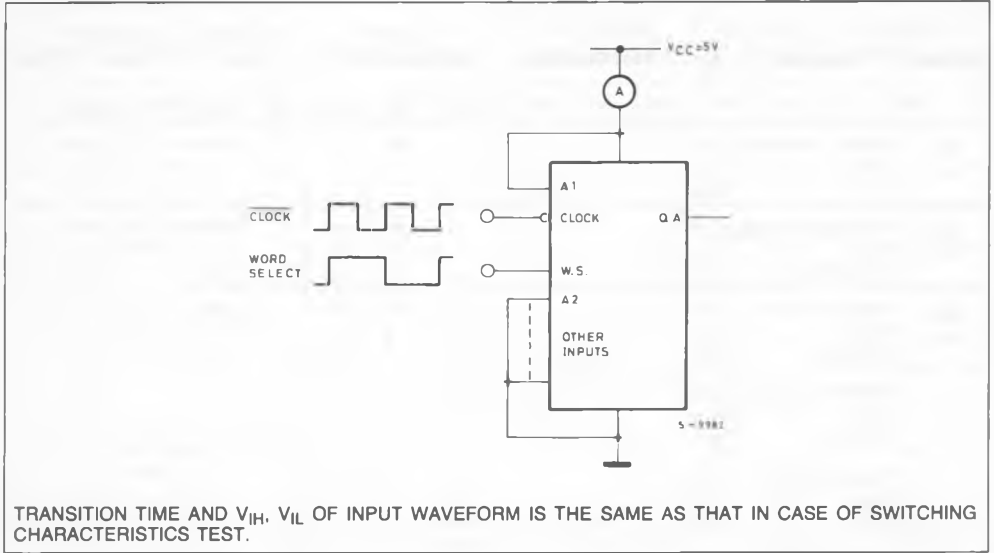 VCC=5V
A
A1
CLOCK
CLOCK
QA
WORD
SELECT
W.S.
A2
OTHER
INPUTS
TRANSITION TIME AND VIH, VIL OF INPUT WAVEFORM IS THE SAME AS THAT IN CASE OF SWITCHING
CHARACTERISTICS TEST.